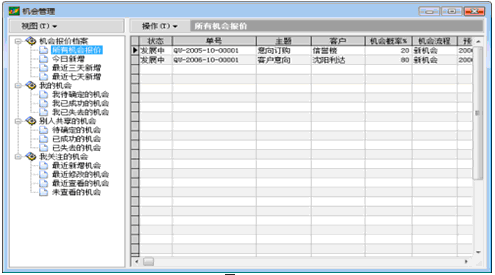 机会管理
视图(T)
操作(T) 所有机会报价
机会报价档案
所有机会报价
今日新增
最近三天新增
最近七天新增
我的机会
我待确定的机会
我已成功的机会
我已失去的机会
别人共享的机会
待确定的机会
已成功的机会
已失去的机会
我关注的机会
最近新增机会
最近修改的机会
最近查看的机会
未查看的机会
状态 单号 主题 客户 机会概率% 机会流程 预
发展中 QV-2005-10-00001 意向订购 信誉楼 20 新机会 200
发展中 QV-2006-10-00001 客户意向 沈阳利达 80 新机会 200